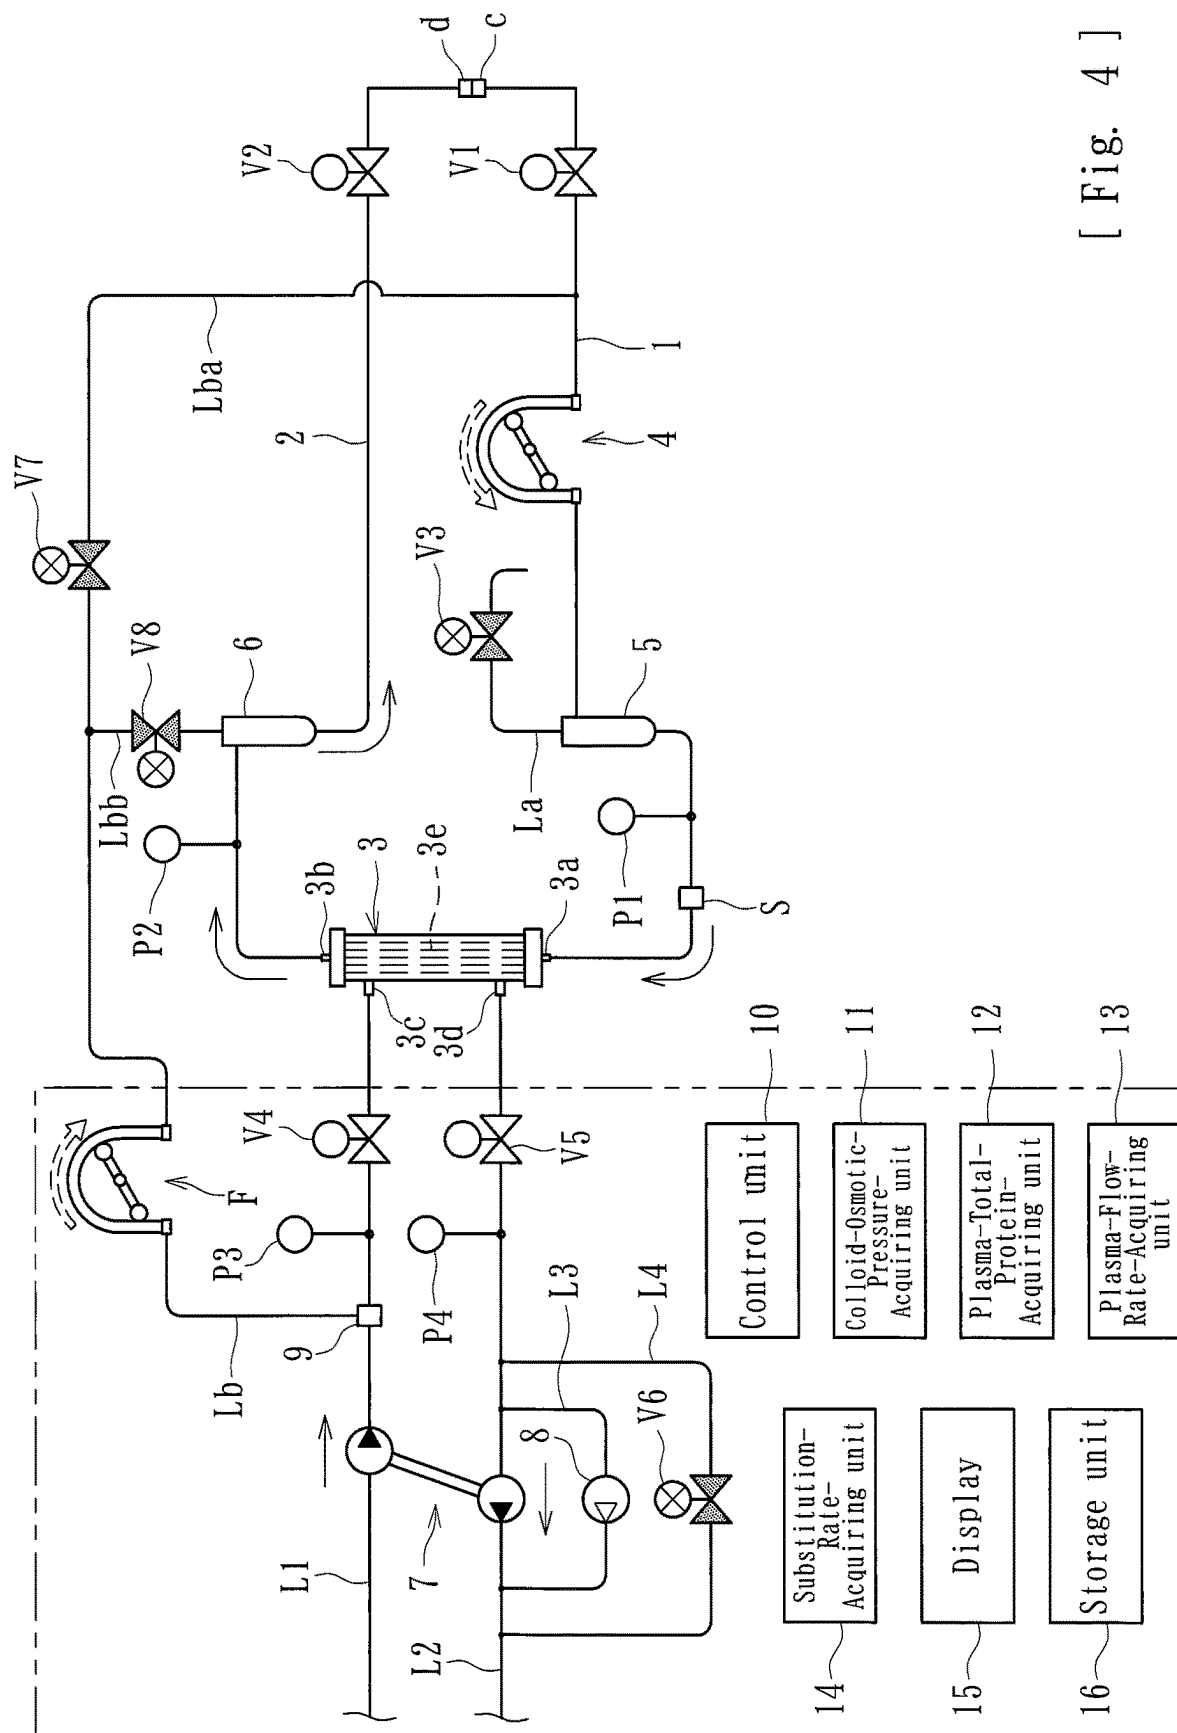 [ Fig. 4 ]
V7
V8
Lba
V2
d
c
V1
6
2
1
4
V3
5
La
Lbb
P2
3b
3
3e
3a
P1
S
3c
3d
F
V4
V5
P3
P4
Lb
9
L3
L4
V6
8
7
L1
L2
Control unit
10
Colloid-Osmotic-
Pressure-
Acquiring unit
11
Plasma-Total-
Protein-
Acquiring unit
12
Plasma-Flow-
Rate-Acquiring
unit
13
Substitution-
Rate-
Acquiring unit
14
Display
15
Storage unit
16